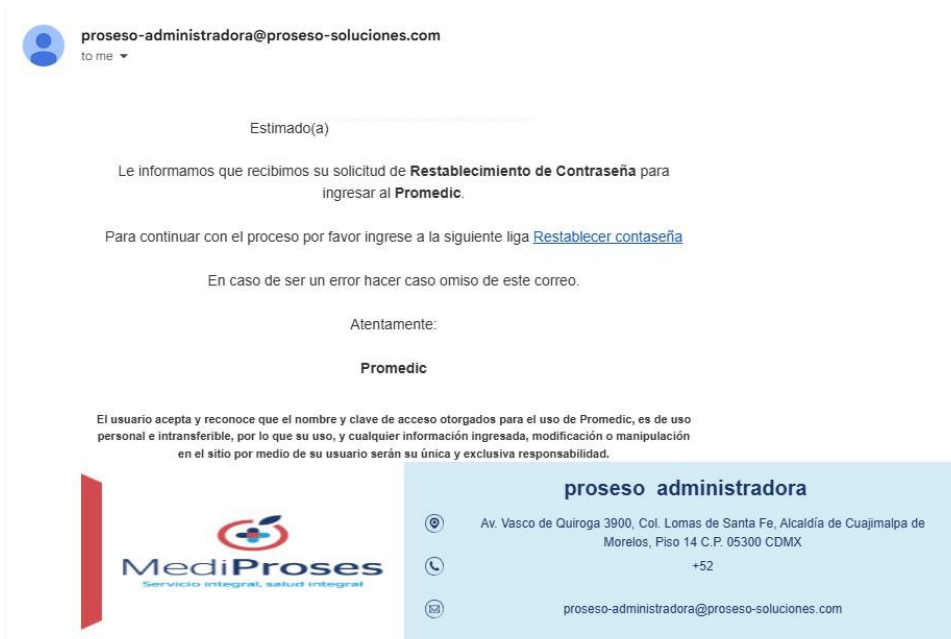 proseso-administradora@proseso-soluciones.com
to me
Estimado(a)
Le informamos que recibimos su solicitud de Restablecimiento de Contraseña para
ingresar al Promedic.
Para continuar con el proceso por favor ingrese a la siguiente liga Restablecer contaseña
En caso de ser un error hacer caso omiso de este correo.
Atentamente:
Promedic
El usuario acepta y reconoce que el nombre y clave de acceso otorgados para el uso de Promedic, es de uso
personal e intransferible, por lo que su uso, y cualquier información ingresada, modificación o manipulación
en el sitio por medio de su usuario serán su única y exclusiva responsabilidad.
MediProses
Servicio integral, salud integral
proseso administradora
Av. Vasco de Quiroga 3900, Col. Lomas de Santa Fe, Alcaldía de Cuajimalpa de
Morelos, Piso 14 C.P. 05300 CDMX
+52
proseso-administradora@proseso-soluciones.com